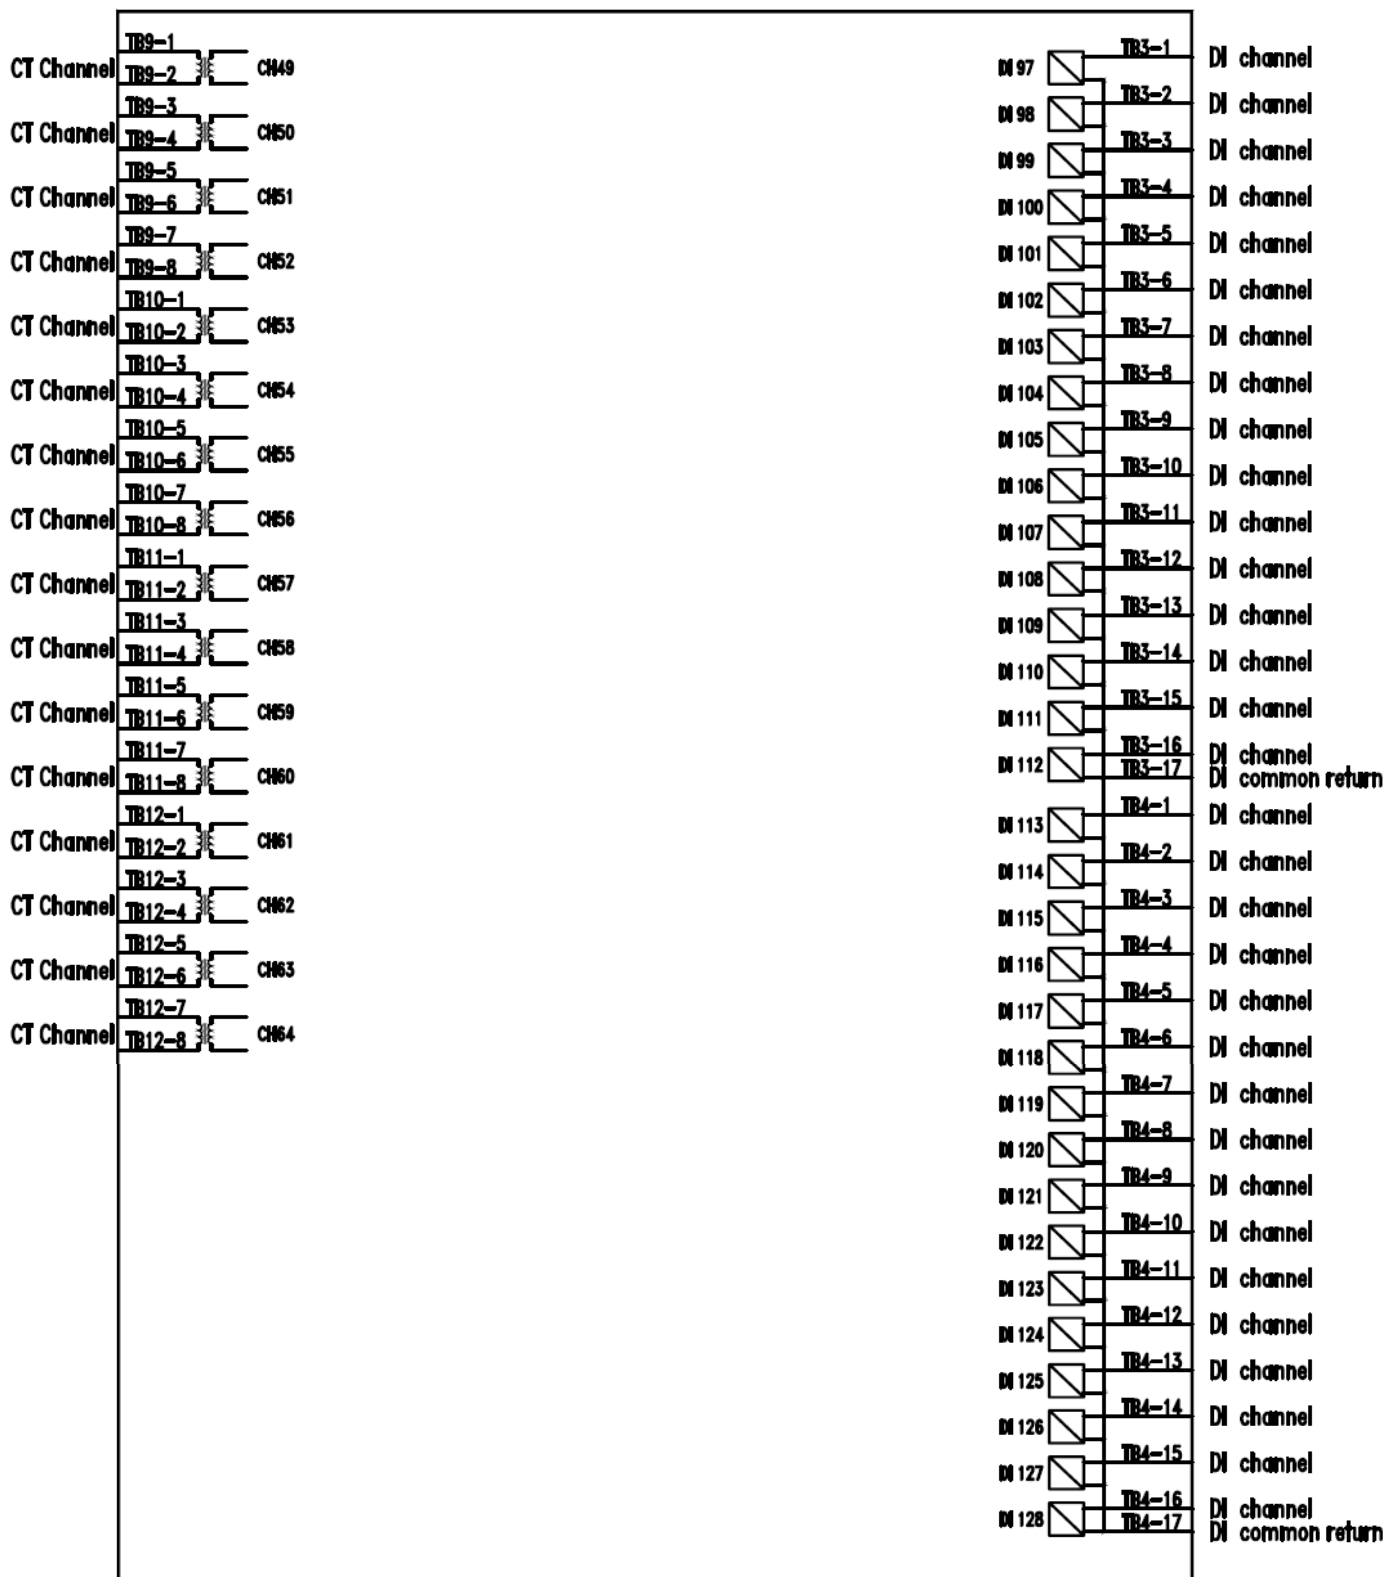 TB9-1
CT Channel TB9-2 CH49
TB9-3
CT Channel TB9-4 CH50
TB9-5
CT Channel TB9-6 CH51
TB9-7
CT Channel TB9-8 CH52
TB10-1
CT Channel TB10-2 CH53
TB10-3
CT Channel TB10-4 CH54
TB10-5
CT Channel TB10-6 CH55
TB10-7
CT Channel TB10-8 CH56
TB11-1
CT Channel TB11-2 CH57
TB11-3
CT Channel TB11-4 CH58
TB11-5
CT Channel TB11-6 CH59
TB11-7
CT Channel TB11-8 CH60
TB12-1
CT Channel TB12-2 CH61
TB12-3
CT Channel TB12-4 CH62
TB12-5
CT Channel TB12-6 CH63
TB12-7
CT Channel TB12-8 CH64
DI 97 TB3-1 DI channel
DI 98 TB3-2 DI channel
DI 99 TB3-3 DI channel
DI 100 TB3-4 DI channel
DI 101 TB3-5 DI channel
DI 102 TB3-6 DI channel
DI 103 TB3-7 DI channel
DI 104 TB3-8 DI channel
DI 105 TB3-9 DI channel
DI 106 TB3-10 DI channel
DI 107 TB3-11 DI channel
DI 108 TB3-12 DI channel
DI 109 TB3-13 DI channel
DI 110 TB3-14 DI channel
DI 111 TB3-15 DI channel
DI 112 TB3-16 DI channel
TB3-17 DI common return
DI 113 TB4-1 DI channel
DI 114 TB4-2 DI channel
DI 115 TB4-3 DI channel
DI 116 TB4-4 DI channel
DI 117 TB4-5 DI channel
DI 118 TB4-6 DI channel
DI 119 TB4-7 DI channel
DI 120 TB4-8 DI channel
DI 121 TB4-9 DI channel
DI 122 TB4-10 DI channel
DI 123 TB4-11 DI channel
DI 124 TB4-12 DI channel
DI 125 TB4-13 DI channel
DI 126 TB4-14 DI channel
DI 127 TB4-15 DI channel
DI 128 TB4-16 DI channel
TB4-17 DI common return